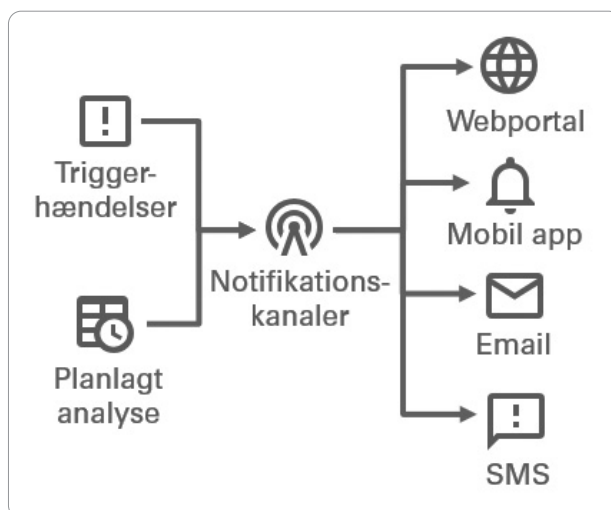 Trigger-
hændelser
Planlagt
analyse
Notifikations-
kanaler
Webportal
Mobil app
Email
SMS